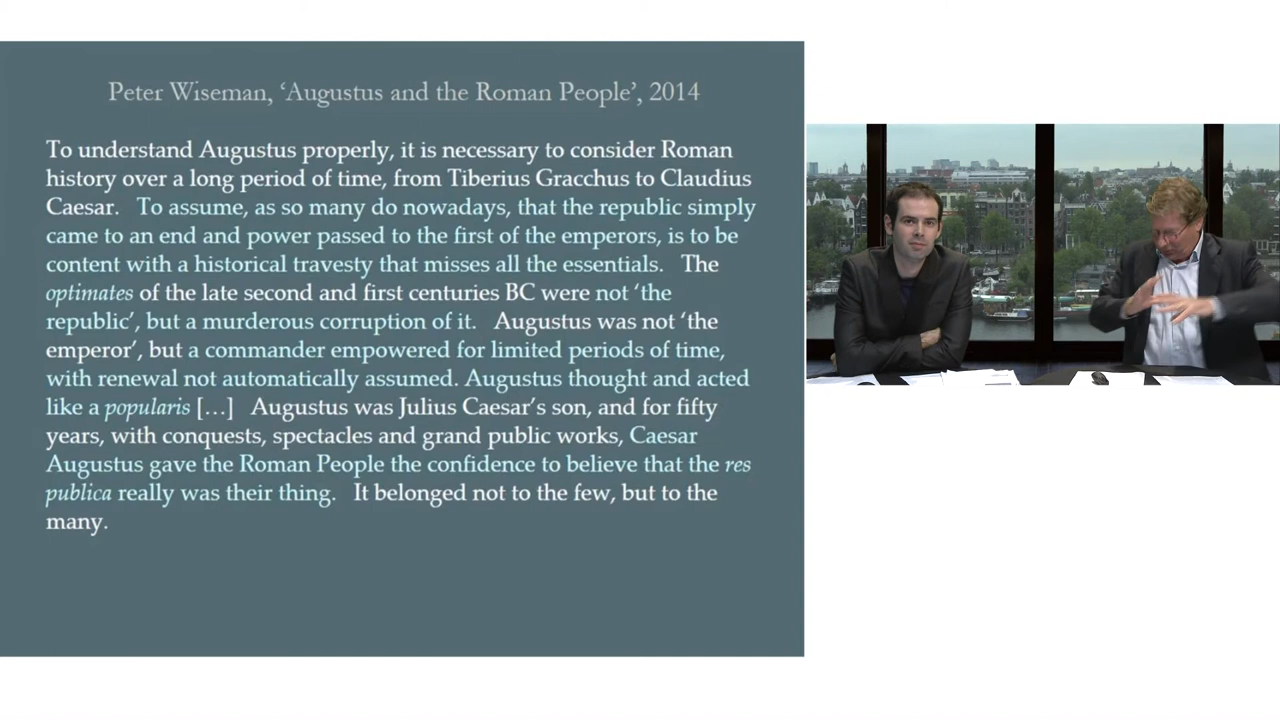 Peter Wiseman, ‘Augustus and the Roman People’, 2014
To understand Augustus properly, it is necessary to consider Roman
history over a long period of time, from Tiberius Gracchus to Claudius
Caesar. To assume, as so many do nowadays, that the republic simply
came to an end and power passed to the first of the emperors, is to be
content with a historical travesty that misses all the essentials. The
optimates of the late second and first centuries BC were not ‘the
republic’, but a murderous corruption of it. Augustus was not ‘the
emperor’, but a commander empowered for limited periods of time,
with renewal not automatically assumed. Augustus thought and acted
like a popularis […] Augustus was Julius Caesar’s son, and for fifty
years, with conquests, spectacles and grand public works, Caesar
Augustus gave the Roman People the confidence to believe that the res
publica really was their thing. It belonged not to the few, but to the
many.